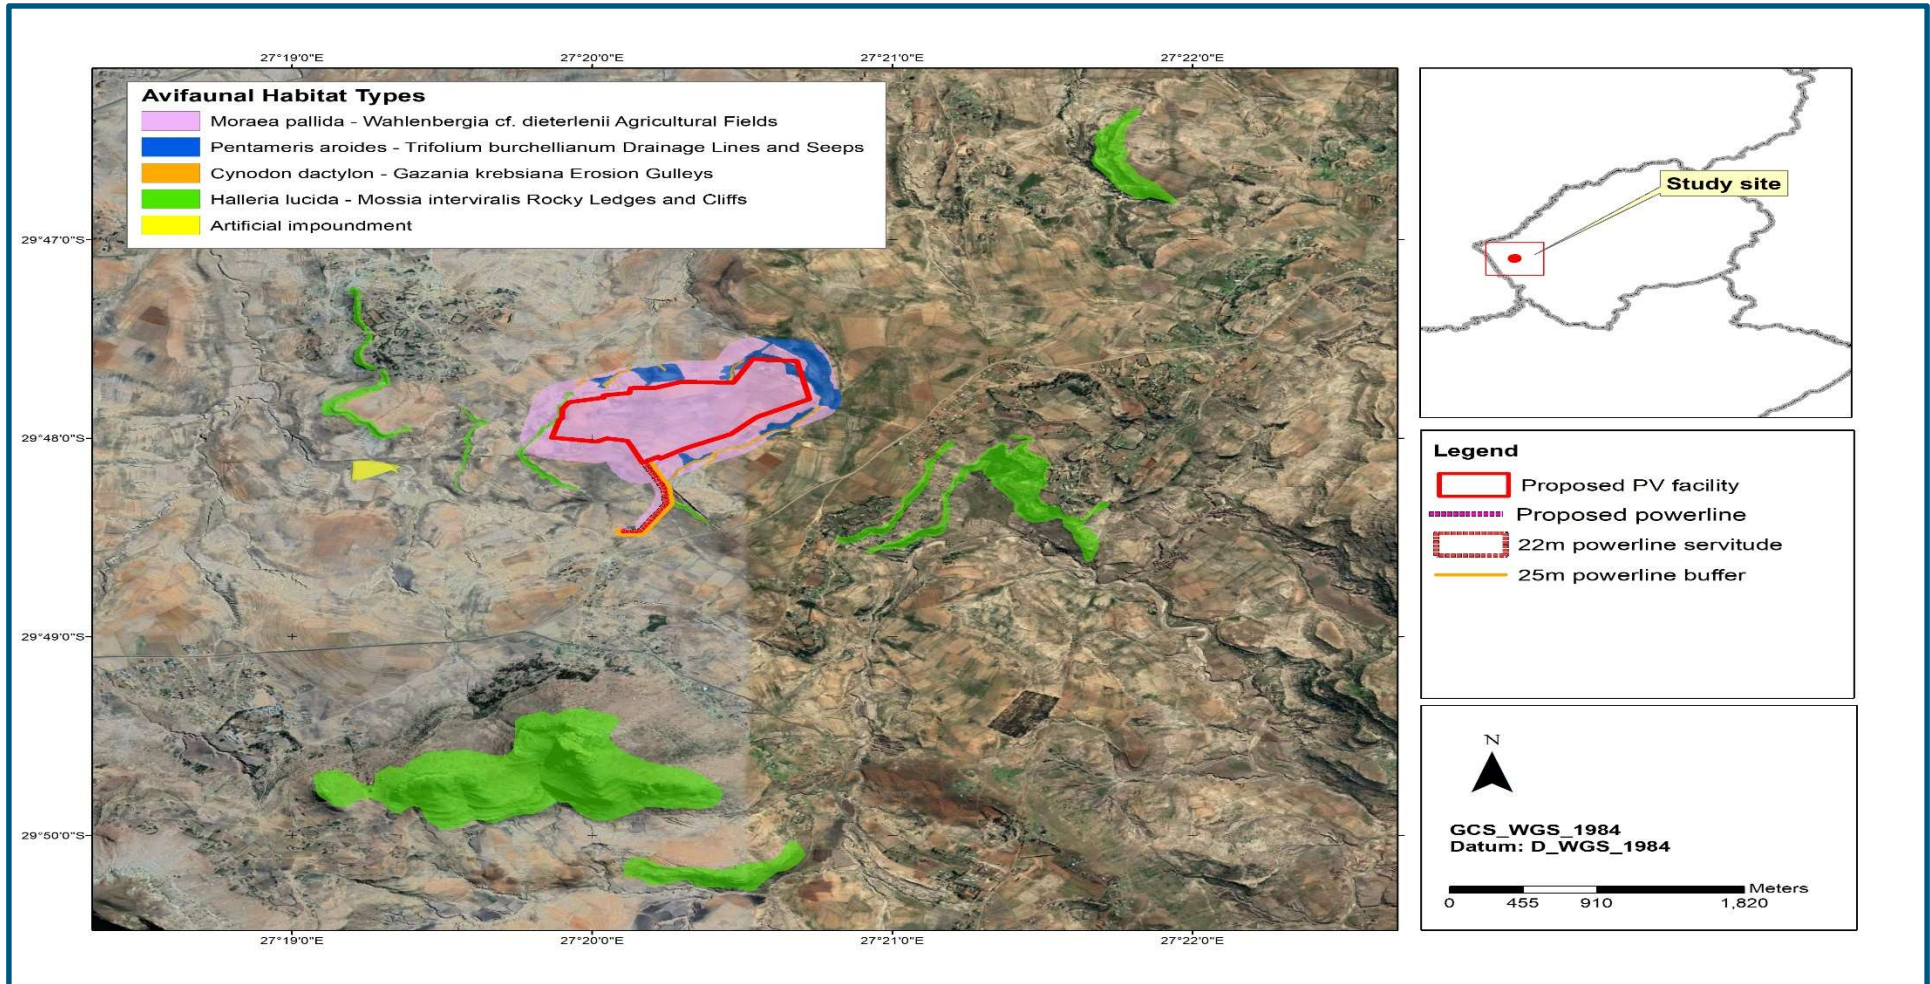 27°19'0"E 27°20'0"E 27°21'0"E 27°22'0"E
Avifaunal Habitat Types
Moraea pallida - Wahlenbergia cf. dieterlenii Agricultural Fields
Pentameris aroides - Trifolium burchellianum Drainage Lines and Seeps
Cynodon dactylon - Gazania krebsiana Erosion Gulleys
Halleria lucida - Mossia interviralis Rocky Ledges and Cliffs
Artificial impoundment
29°47'0"S
29°48'0"S
29°49'0"S
29°50'0"S
27°19'0"E 27°20'0"E 27°21'0"E 27°22'0"E
Study site
Legend
Proposed PV facility
Proposed powerline
22m powerline servitude
25m powerline buffer
N
GCS_WGS_1984
Datum: D_WGS_1984
Meters
0 455 910 1,820